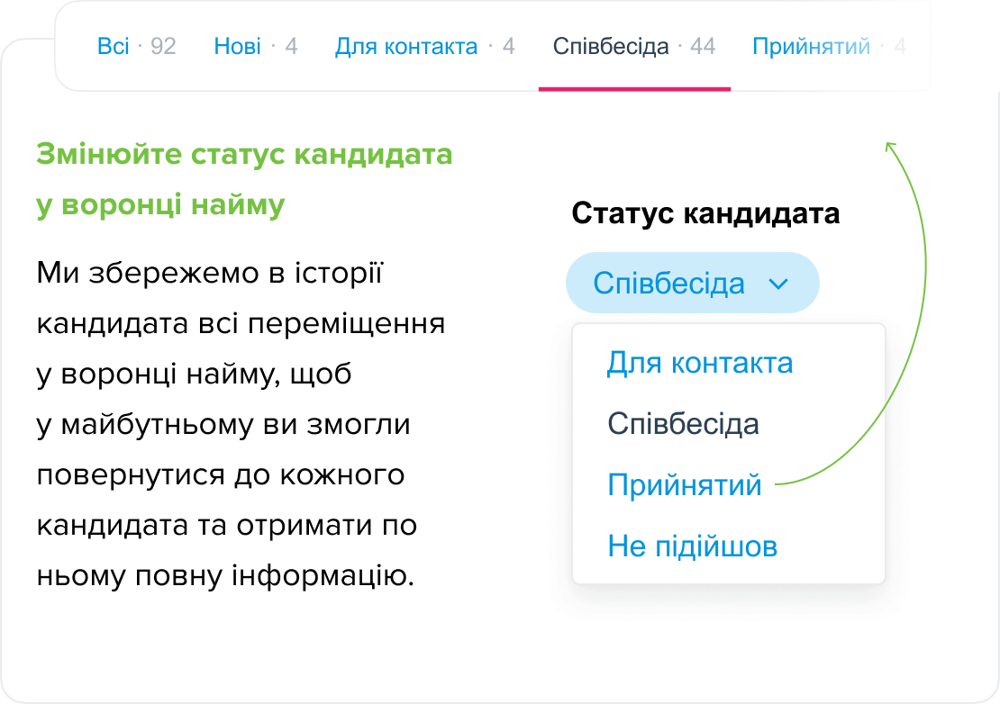 Всі · 92 Нові · 4 Для контакта · 4 Співбесіда · 44 Прийнятий · 4
Змінюйте статус кандидата
у воронці найму
Ми збережемо в історії
кандидата всі переміщення
у воронці найму, щоб
у майбутньому ви змогли
повернутися до кожного
кандидата та отримати по
ньому повну інформацію.
Статус кандидата
Співбесіда
Для контакта
Співбесіда
Прийнятий
Не підійшов